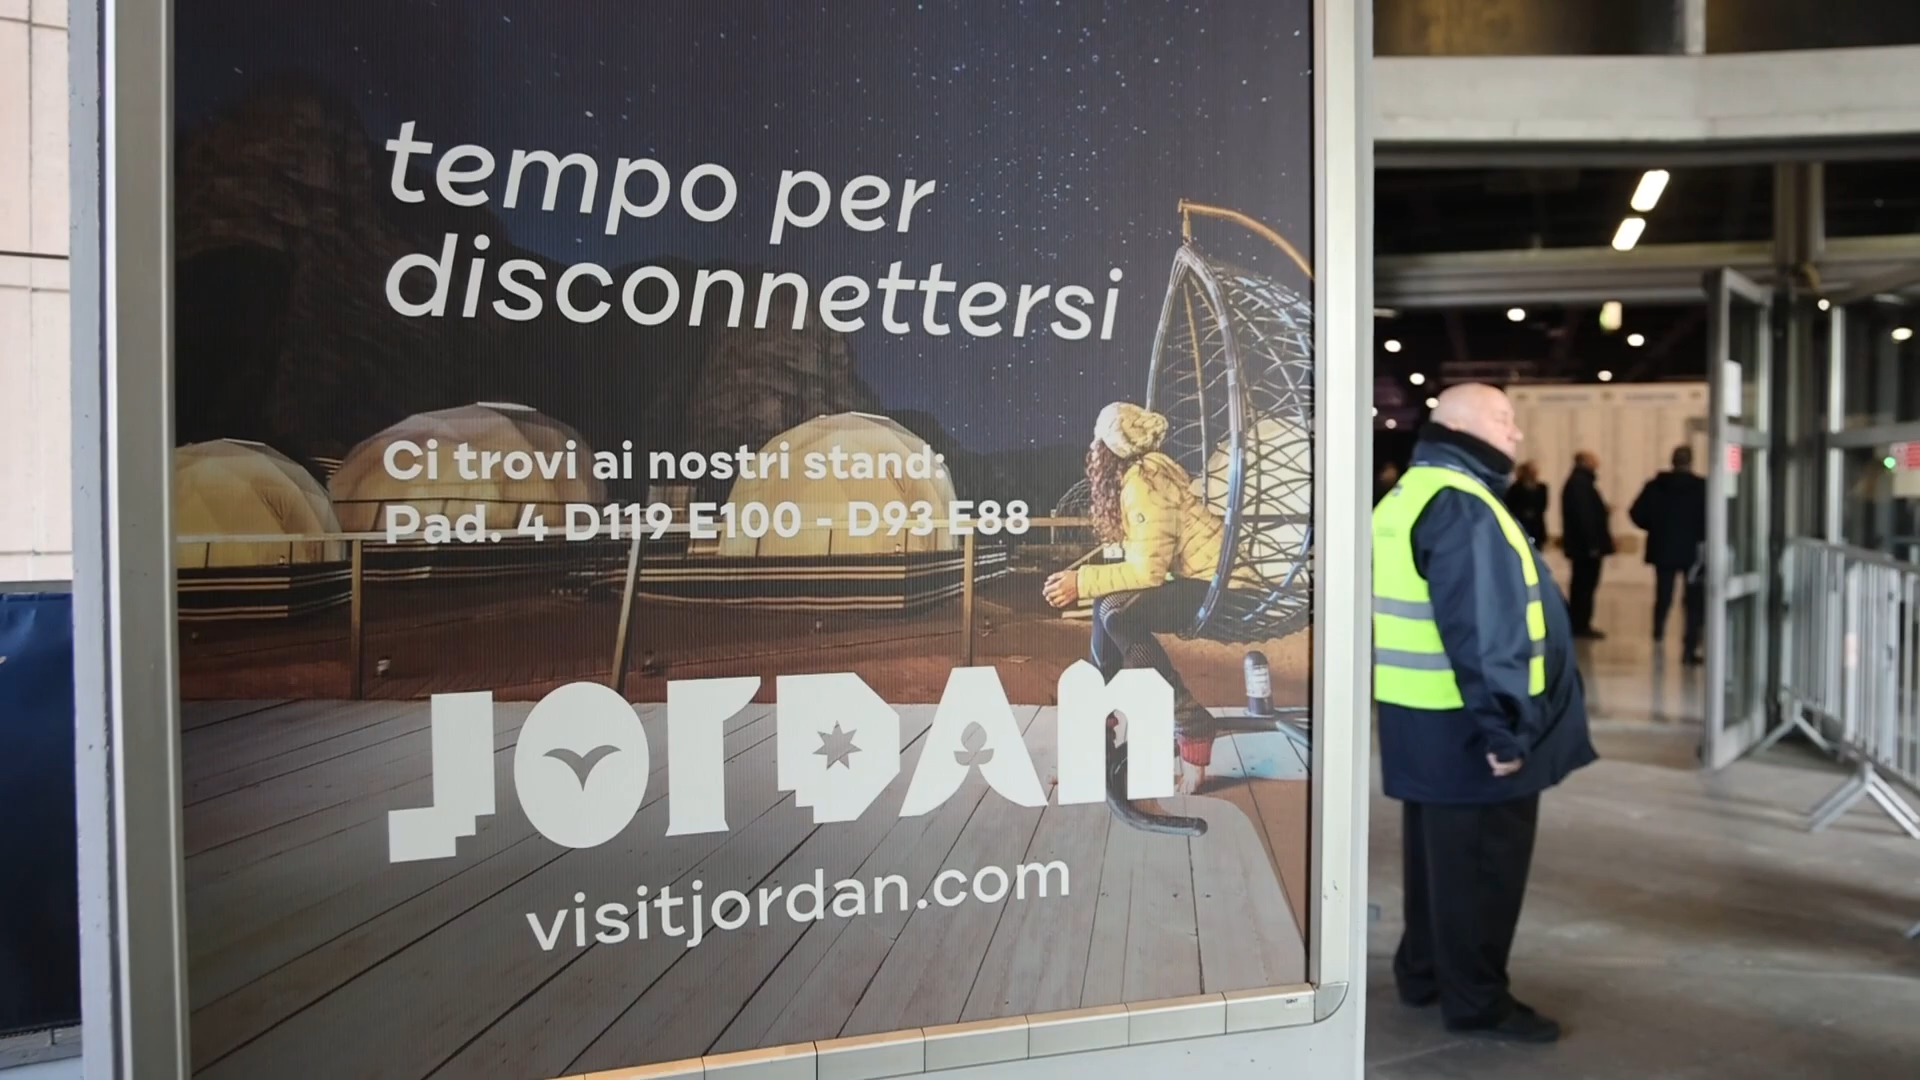 tempo per
disconnettersi
Ci trovi ai nostri stand:
Pad. 4 D119 E100 - D93 E88
JORDAN
visitjordan.com